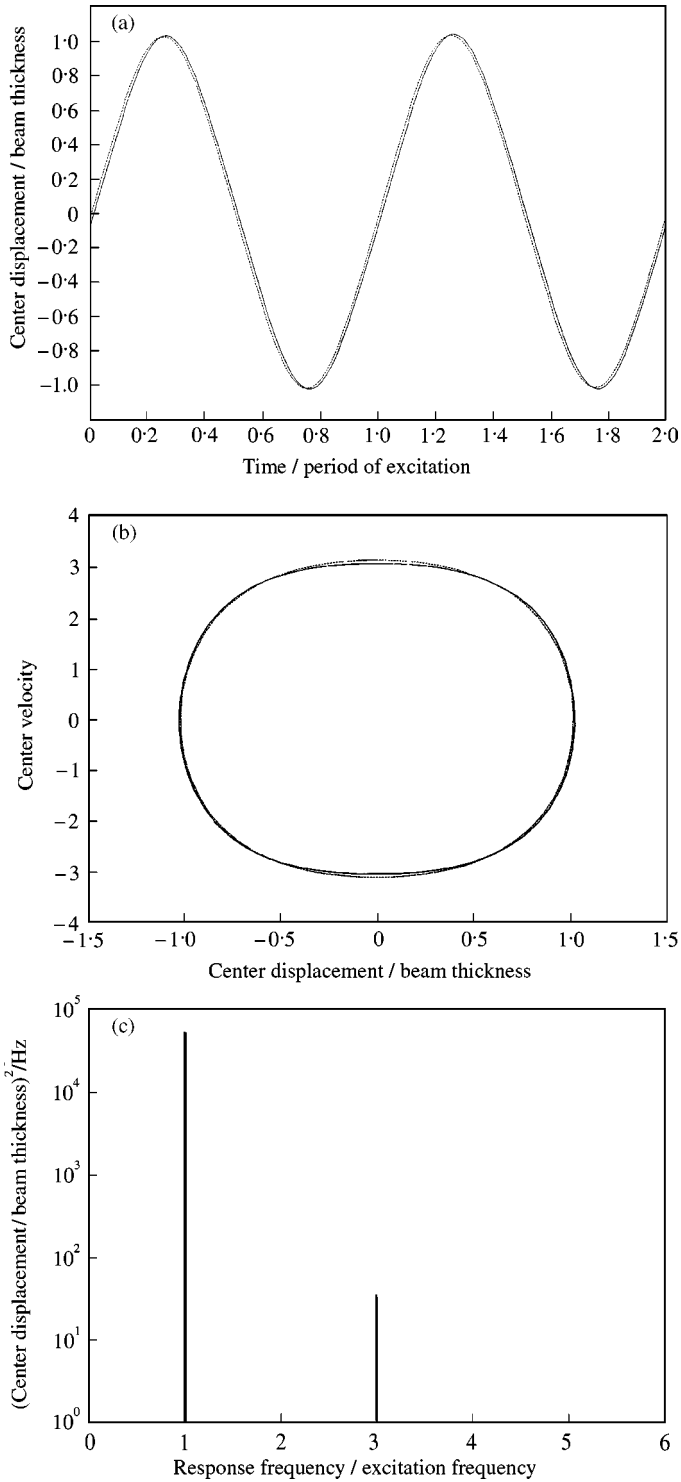 (a)
1·0
0·8
0·6
0·4
0·2
0
−0·2
−0·4
−0·6
−0·8
−1.0
Center displacement / beam thickness
0 0·2 0·4 0·6 0·8 1·0 1·2 1·4 1·6 1·8 2·0
Time / period of excitation
(b)
4
3
2
1
0
−1
−2
−3
−4
Center velocity
−1·5 −1·0 −0·5 0 0·5 1·0 1·5
Center displacement / beam thickness
(c)
10^5
10^4
10^3
10^2
10^1
10^0
((Center displacement / beam thickness)^2/Hz
0 1 2 3 4 5 6
Response frequency / excitation frequency